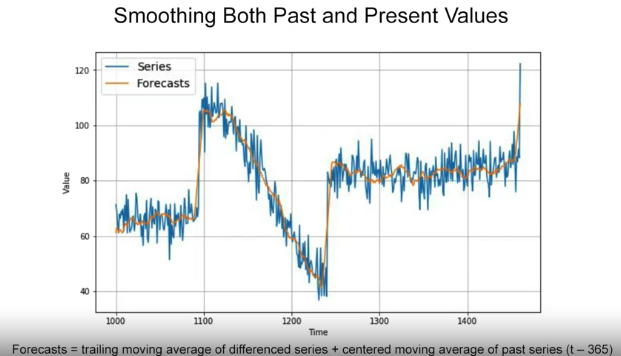 Smoothing Both Past and Present Values
Series
Forecasts
120
100
80
60
40
Value
1000
1100
1200
1300
1400
Time
Forecasts = trailing moving average of differenced series + centered moving average of past series (t – 365)